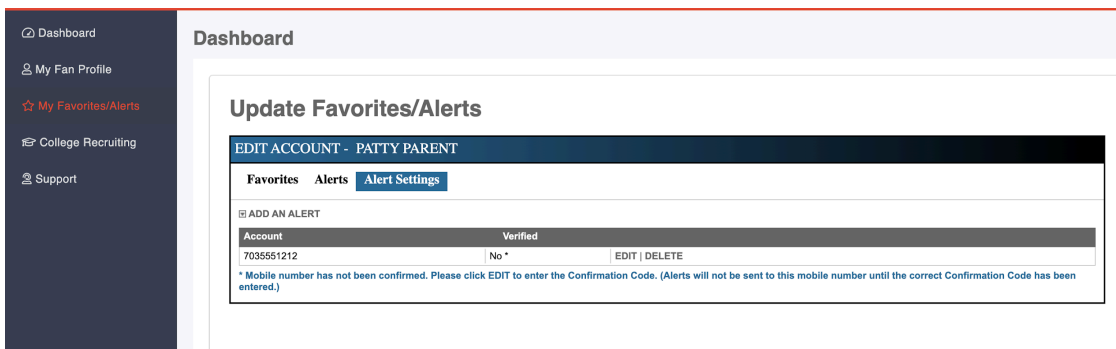 Dashboard
My Fan Profile
My Favorites/Alerts
College Recruiting
Support
Dashboard
Update Favorites/Alerts
EDIT ACCOUNT - PATTY PARENT
Favorites Alerts Alert Settings
ADD AN ALERT
Account Verified
7035551212 No * EDIT | DELETE
* Mobile number has not been confirmed. Please click EDIT to enter the Confirmation Code. (Alerts will not be sent to this mobile number until the correct Confirmation Code has been
entered.)